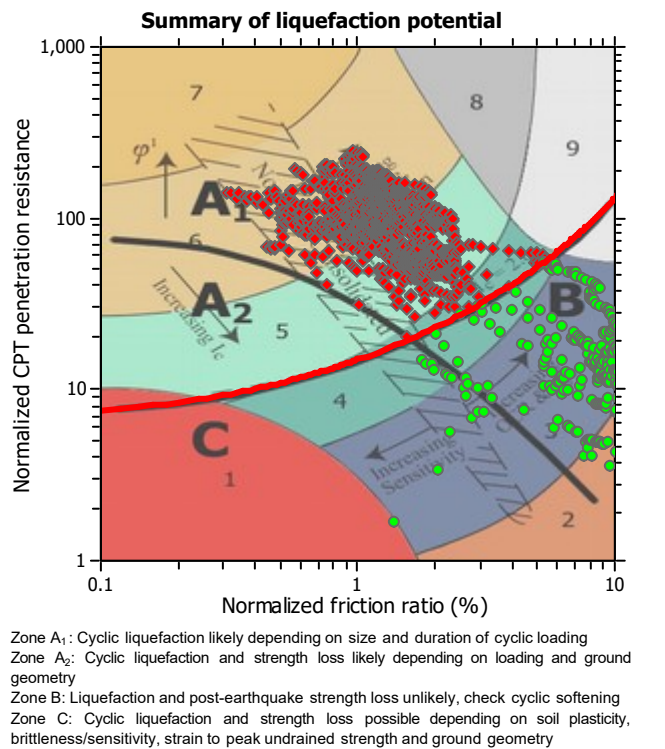 Summary of liquefaction potential
1,000
7
8
9
φ'
A1
100
6
A2
Increasing Ic
B
5
10
4
C
Increasing
Sensitivity
1
3
2
1
0.1
1
10
Normalized CPT penetration resistance
Normalized friction ratio (%)
Zone A1: Cyclic liquefaction likely depending on size and duration of cyclic loading
Zone A2: Cyclic liquefaction and strength loss likely depending on loading and ground
geometry
Zone B: Liquefaction and post-earthquake strength loss unlikely, check cyclic softening
Zone C: Cyclic liquefaction and strength loss possible depending on soil plasticity,
brittleness/sensitivity, strain to peak undrained strength and ground geometry